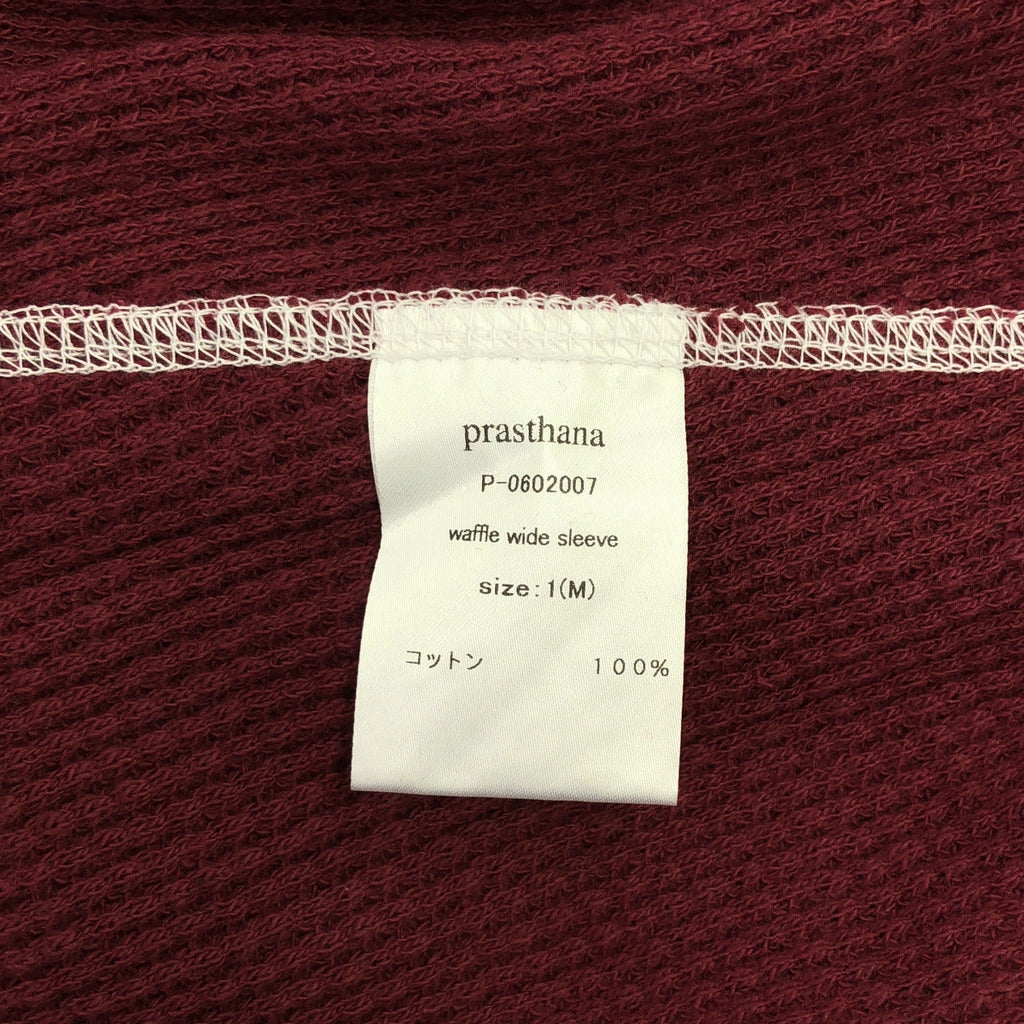 prasthana
P-0602007
waffle wide sleeve
size:1(M)
コットン 100%